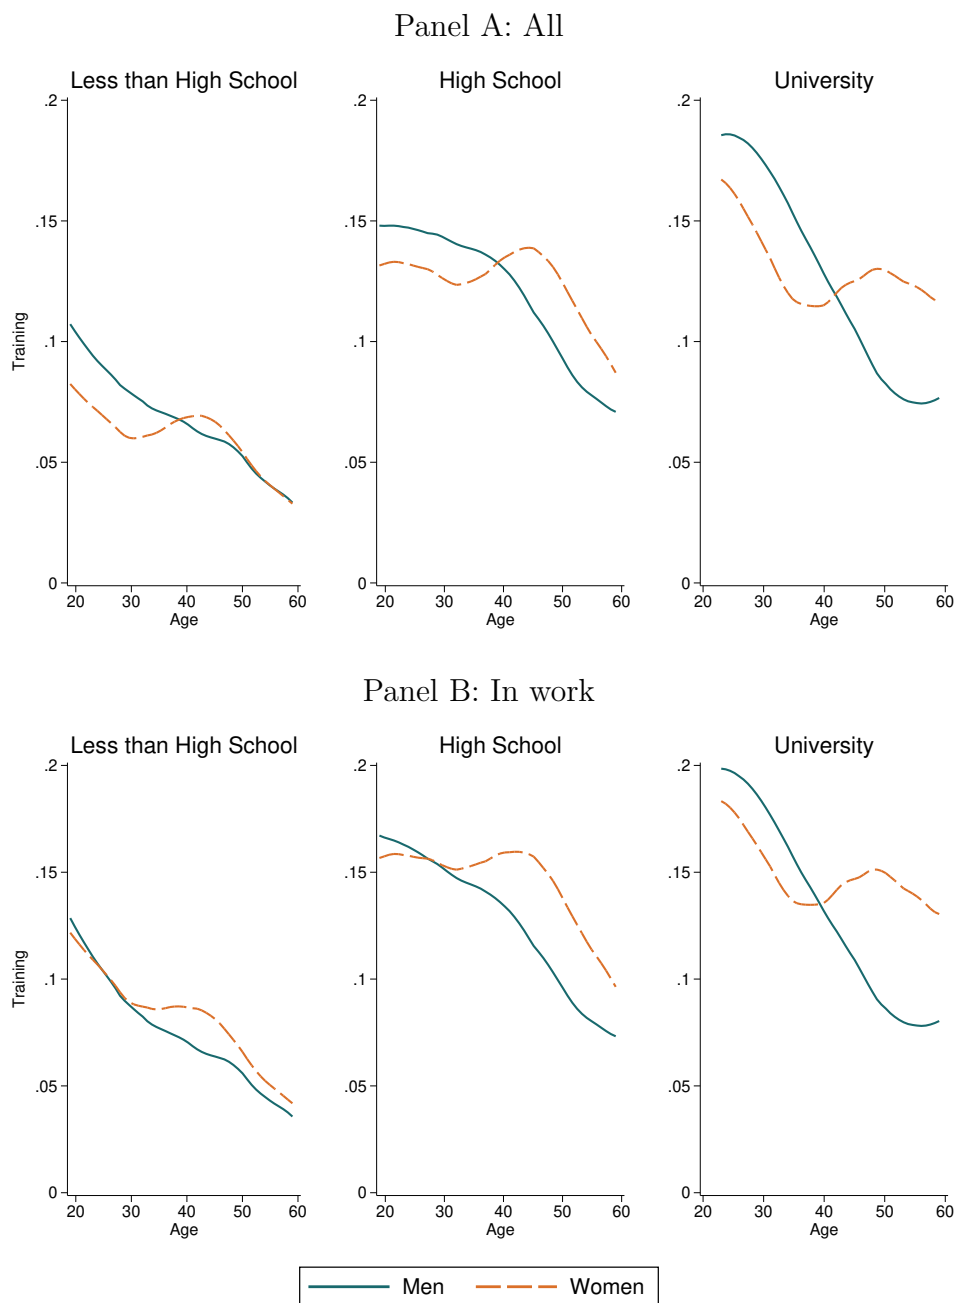 Panel A: All
Less than High School
High School
University
Training
.2
.15
.1
.05
0
20 30 40 50 60
Age
.2
.15
.1
.05
0
20 30 40 50 60
Age
.2
.15
.1
.05
0
20 30 40 50 60
Age
Panel B: In work
Less than High School
High School
University
Training
.2
.15
.1
.05
0
20 30 40 50 60
Age
.2
.15
.1
.05
0
20 30 40 50 60
Age
.2
.15
.1
.05
0
20 30 40 50 60
Age
Men Women